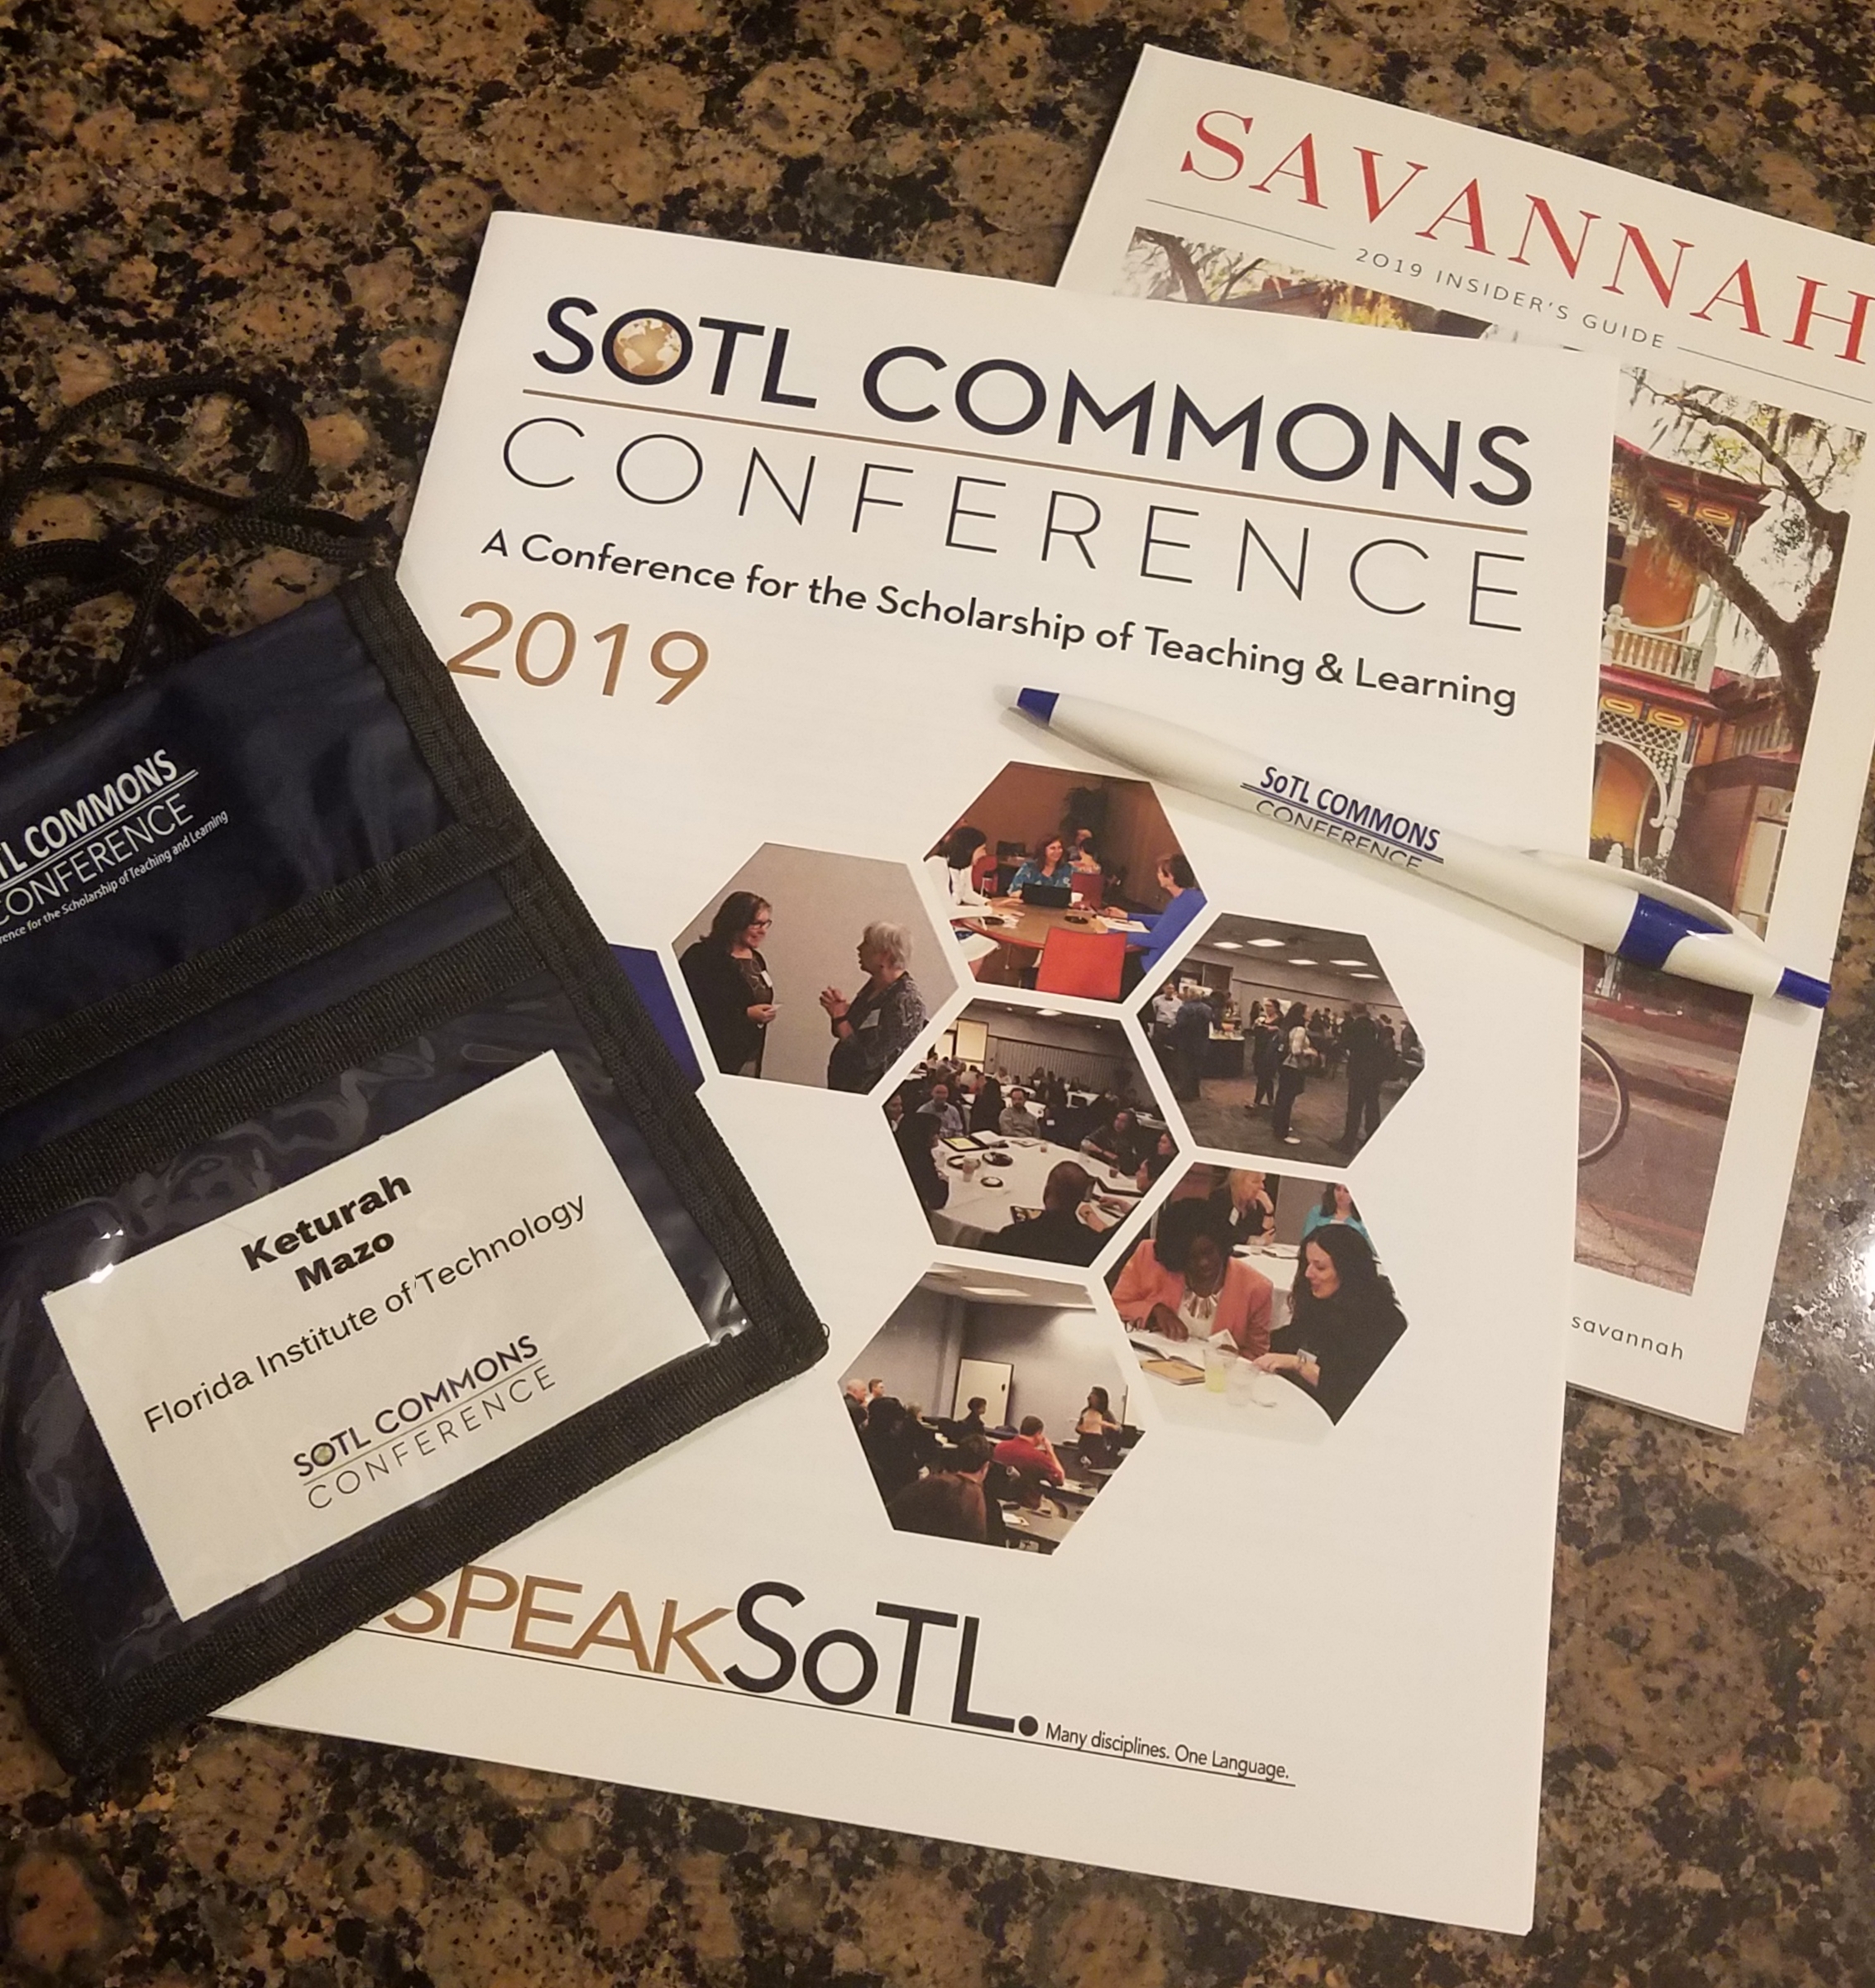 SAVANNAH
2019 INSIDER'S GUIDE
savannah
SOTL COMMONS
CONFERENCE
A Conference for the Scholarship of Teaching & Learning
2019
SoTL COMMONS
CONFERENCE
SPEAKSoTL.
Many disciplines. One Language.
TL COMMONS
CONFERENCE
rence for the Scholarship of Teaching and Learning
Keturah
Mazo
Florida Institute of Technology
SOTL COMMONS
CONFERENCE